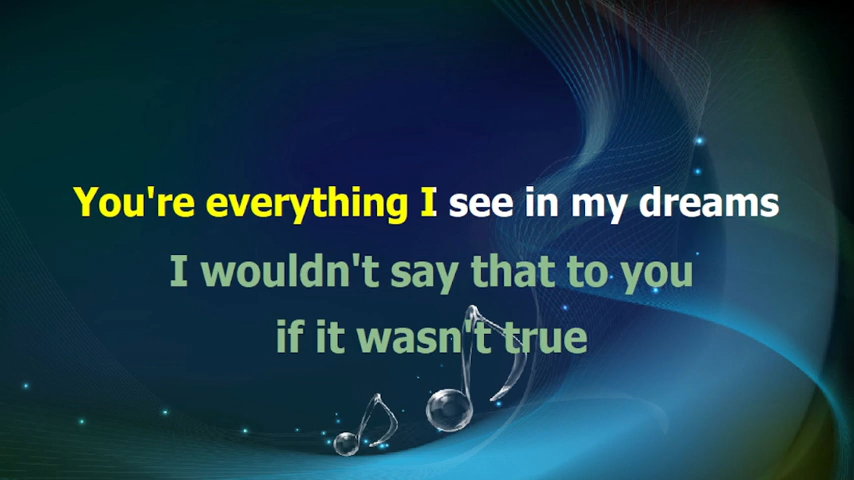 You're everything I see in my dreams
I wouldn't say that to you
if it wasn't true